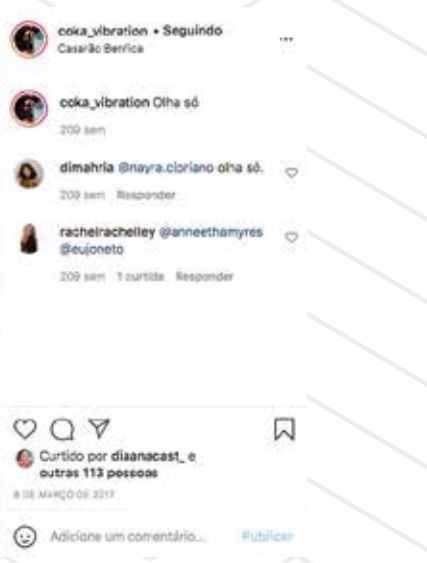 coka_vibration • Seguindo
Casarão Benfica
...
coka_vibration Olha só
209 sem
dimahria @nayra.cioriano olha só.
209 sem Responder
rachelrachelley @anneethamyres
@eujoneto
209 sem 1 curtida Responder
Curtido por diaanacast_ e
outras 113 pessoas
8 DE MARÇO DE 2017
Adicione um comentário...
Publicar